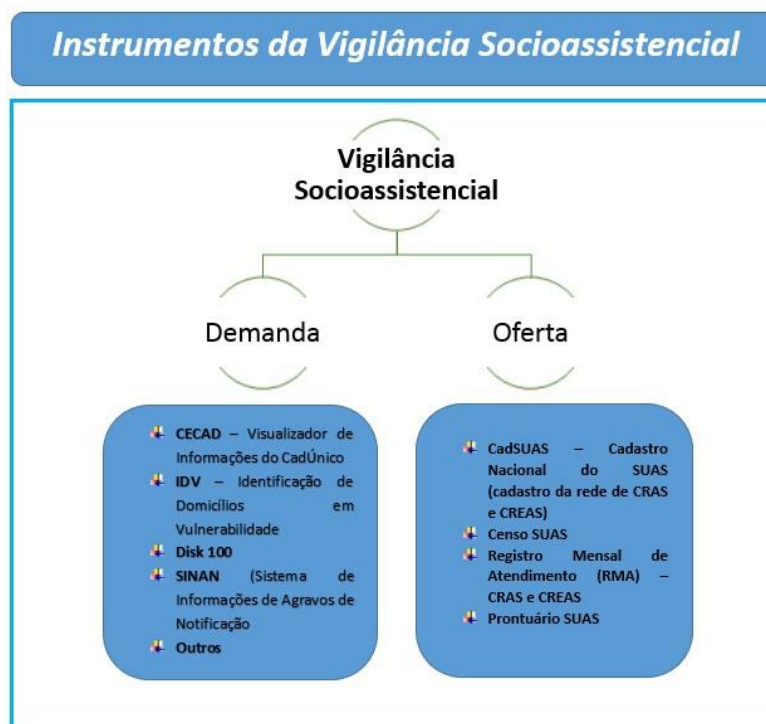 Instrumentos da Vigilância Socioassistencial
Vigilância
Socioassistencial
Demanda
Oferta
CECAD – Visualizador de
Informações do CadÚnico
IDV – Identificação de
Domicílios em
Vulnerabilidade
Disk 100
SINAN (Sistema de
Informações de Agravos de
Notificação
Outros
CadSUAS – Cadastro
Nacional do SUAS
(cadastro da rede de CRAS
e CREAS)
Censo SUAS
Registro Mensal de
Atendimento (RMA) –
CRAS e CREAS
Prontuário SUAS